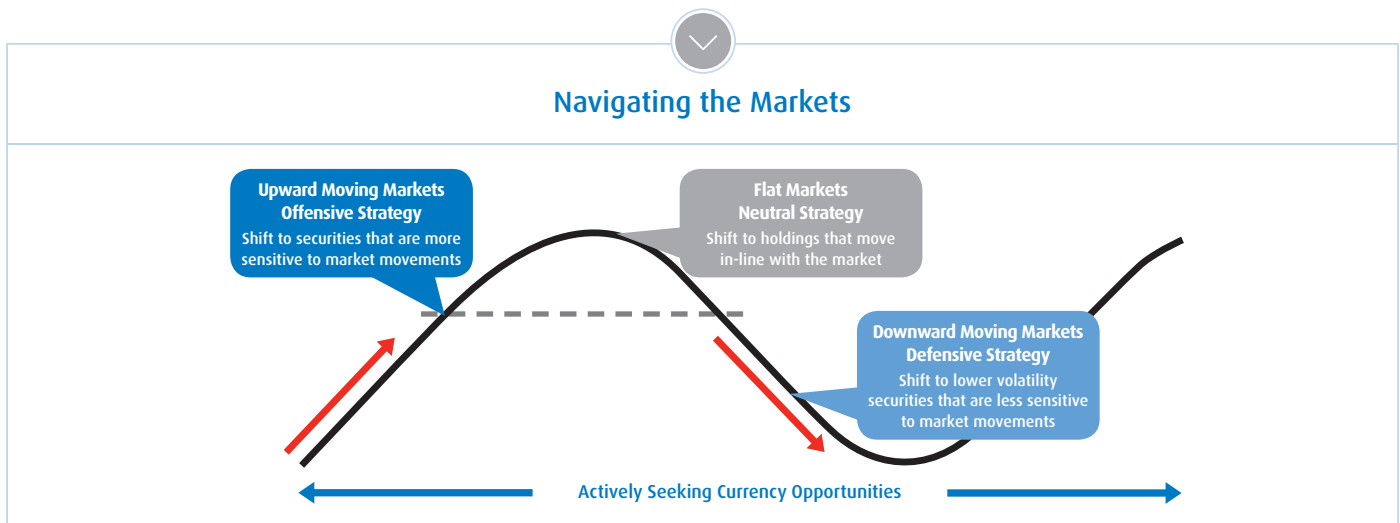 Navigating the Markets
Upward Moving Markets
Offensive Strategy
Shift to securities that are more
sensitive to market movements
Flat Markets
Neutral Strategy
Shift to holdings that move
in-line with the market
Downward Moving Markets
Defensive Strategy
Shift to lower volatility
securities that are less sensitive
to market movements
Actively Seeking Currency Opportunities